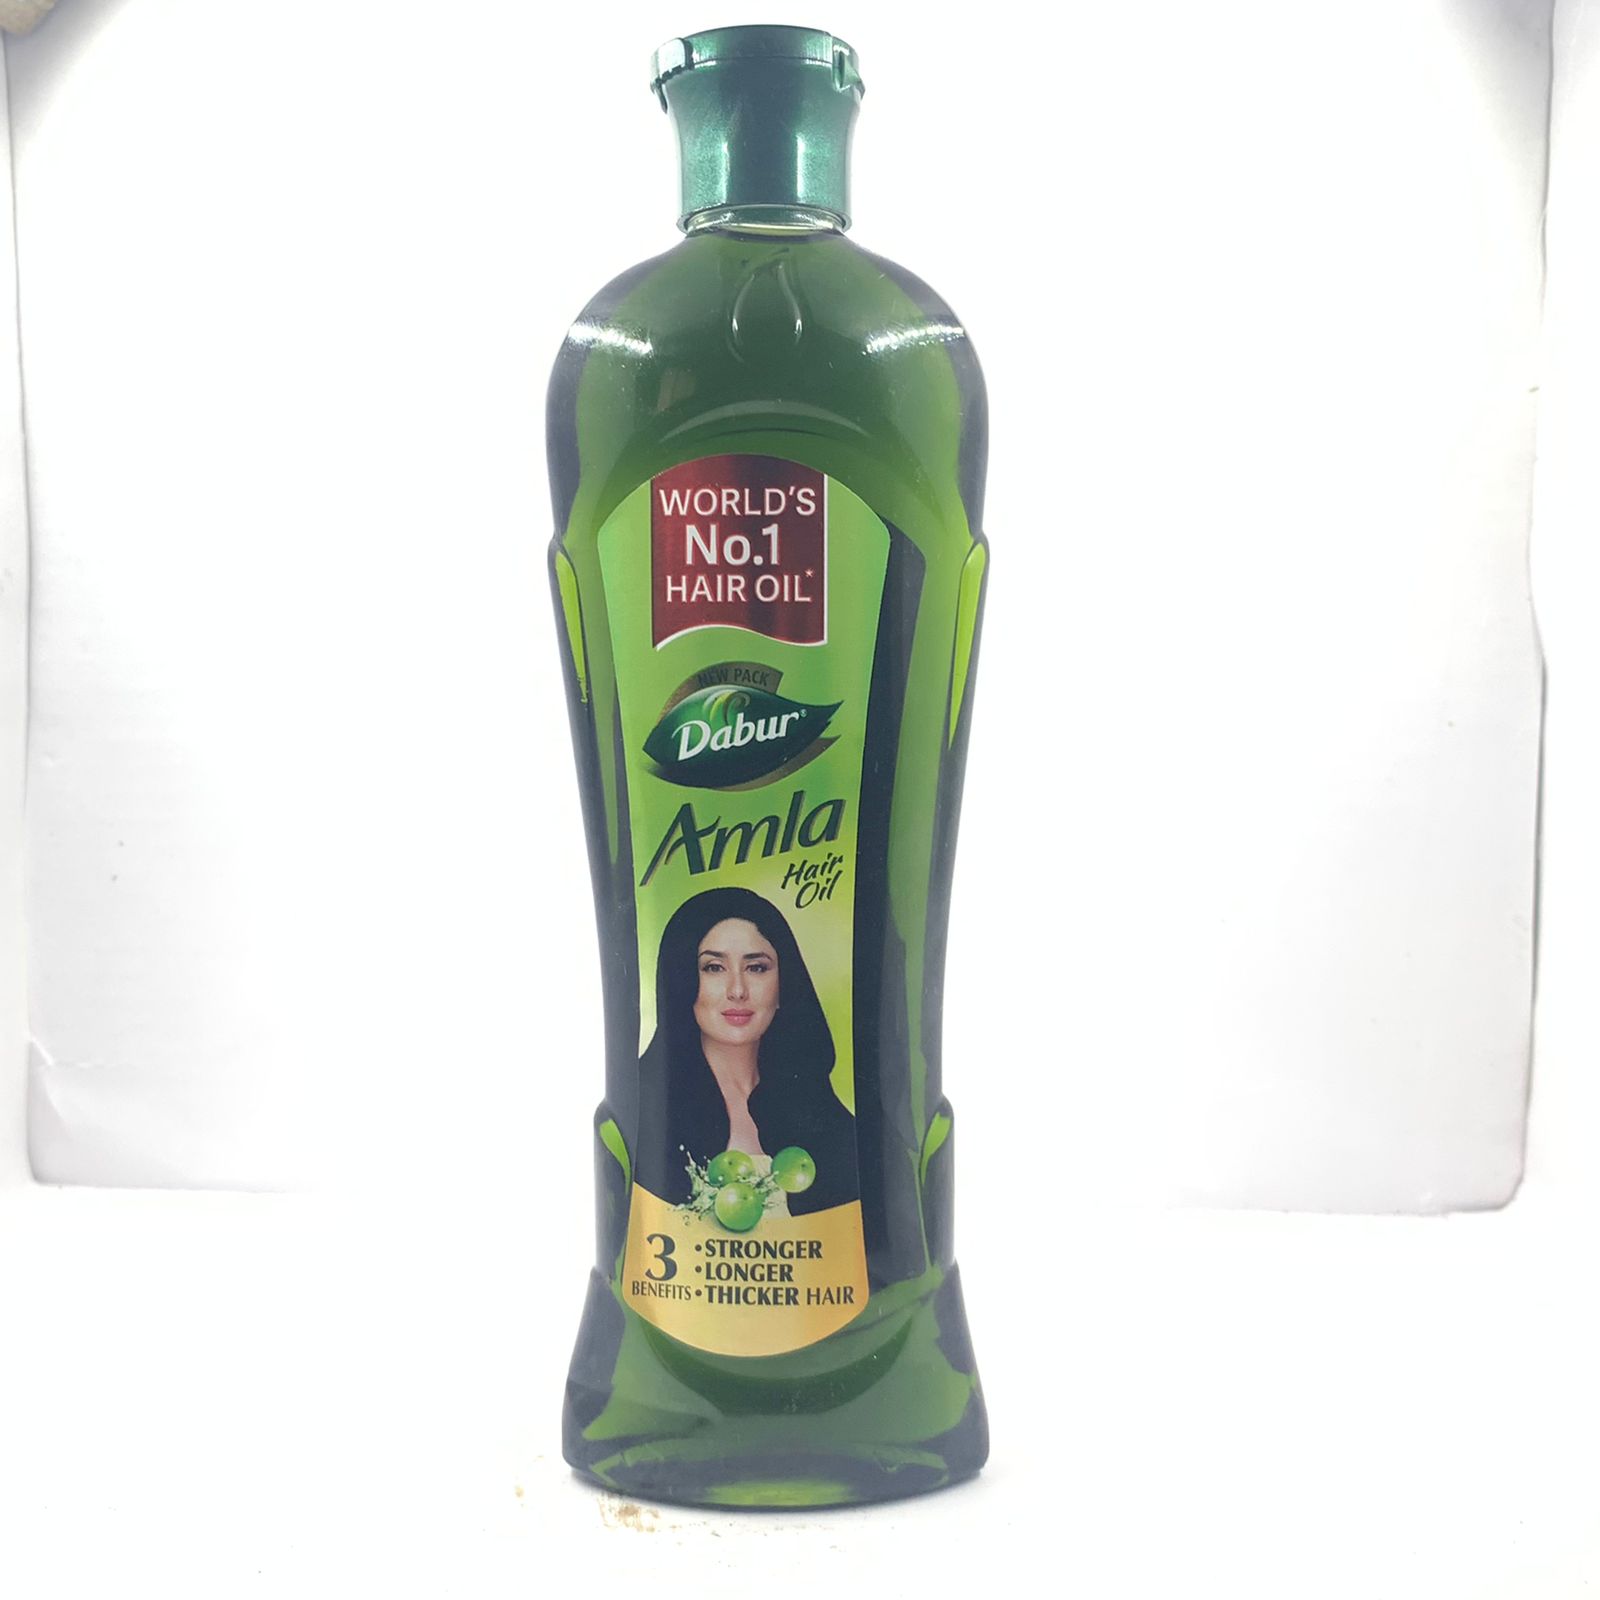 WORLD'S
No.1
HAIR OIL*
NEW PACK
Dabur®
Amla
Hair
Oil
3
BENEFITS
•STRONGER
•LONGER
•THICKER HAIR